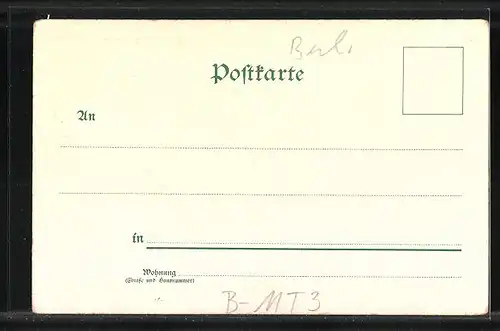 Berl.
Postkarte
An
in
Wohnung
(Straße und Hausnummer)
B-MT3